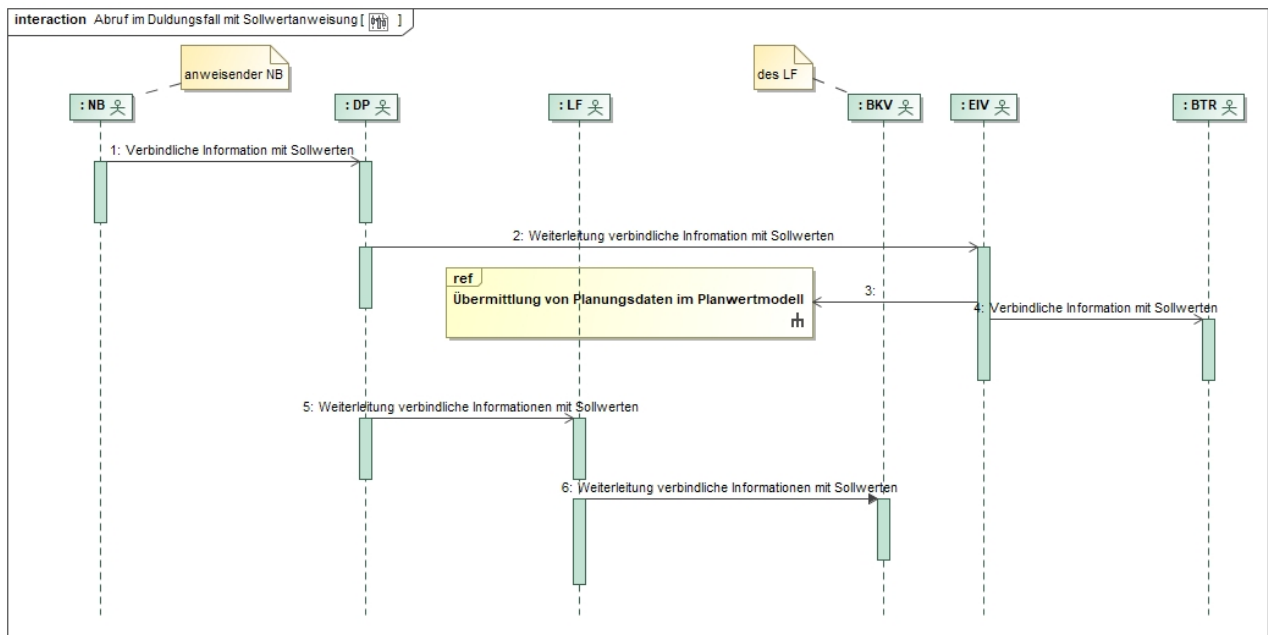 interaction Abruf im Duldungsfall mit Sollwertanweisung [ ]
anweisender NB
des LF
: NB
: DP
: LF
: BKV
: EIV
: BTR
1: Verbindliche Information mit Sollwerten
2: Weiterleitung verbindliche Infromation mit Sollwerten
ref
Übermittlung von Planungsdaten im Planwertmodell
3:
4: Verbindliche Information mit Sollwerten
5: Weiterleitung verbindliche Informationen mit Sollwerten
6: Weiterleitung verbindliche Informationen mit Sollwerten